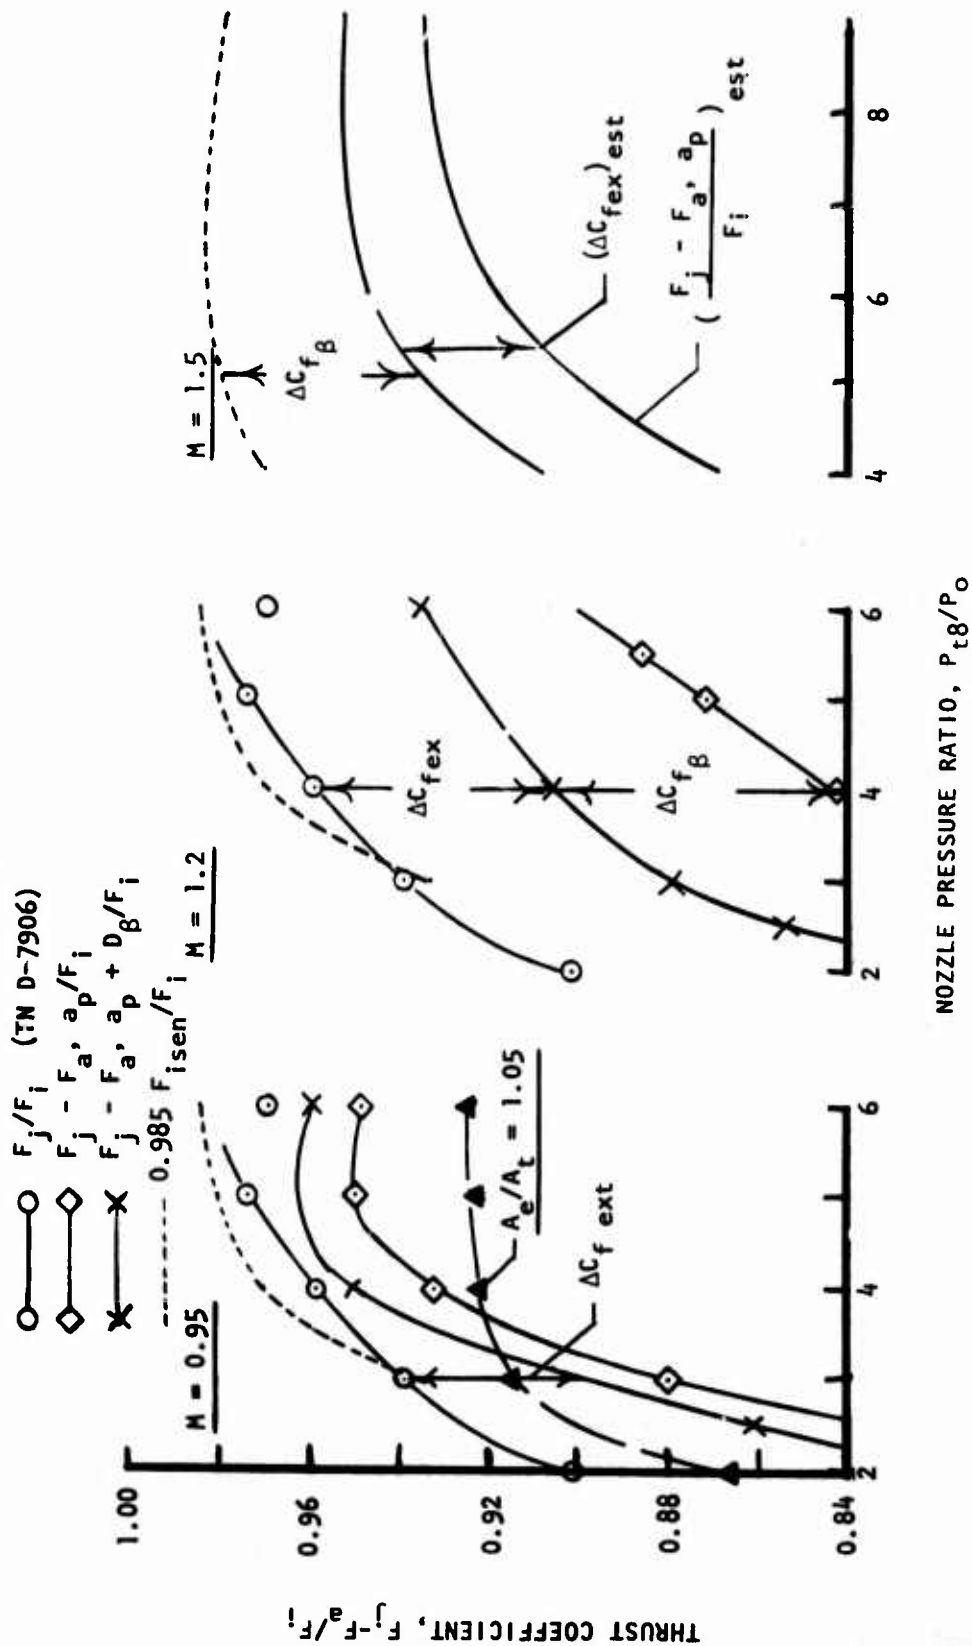 F_j/F_i (TN D-7906)
F_j - F_a, a_p/F_i
F_j - F_a, a_p + D_β/F_i
0.985 F_isen/F_i
M = 0.95
M = 1.2
M = 1.5
THRUST COEFFICIENT, F_j-F_a/F_i
1.00
0.96
0.92
0.88
0.84
A_e/A_t = 1.05
ΔC_f ext
2
4
6
ΔC_fex
ΔC_fβ
2
4
6
ΔC_fβ
(ΔC_fex)est
( F_j - F_a, a_p
F_i ) est
4
6
8
NOZZLE PRESSURE RATIO, P_t8/P_o